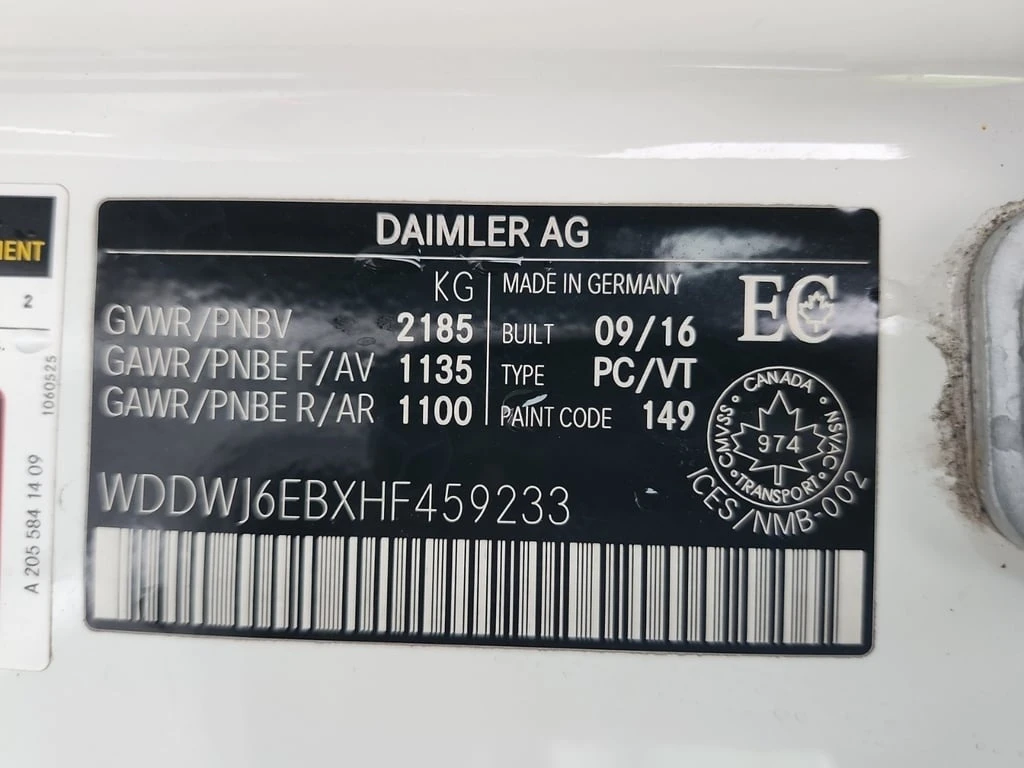 DAIMLER AG
KG
GVWR/PNBV 2185
GAWR/PNBE F/AV 1135
GAWR/PNBE R/AR 1100
MADE IN GERMANY
BUILT 09/16
TYPE PC/VT
PAINT CODE 149
EC
CANADA
CMVSS NSVAC
974
TRANSPORT
ICES/NMB-002
WDDWJ6EBXHF459233
2
1060525
A 205 584 14 09